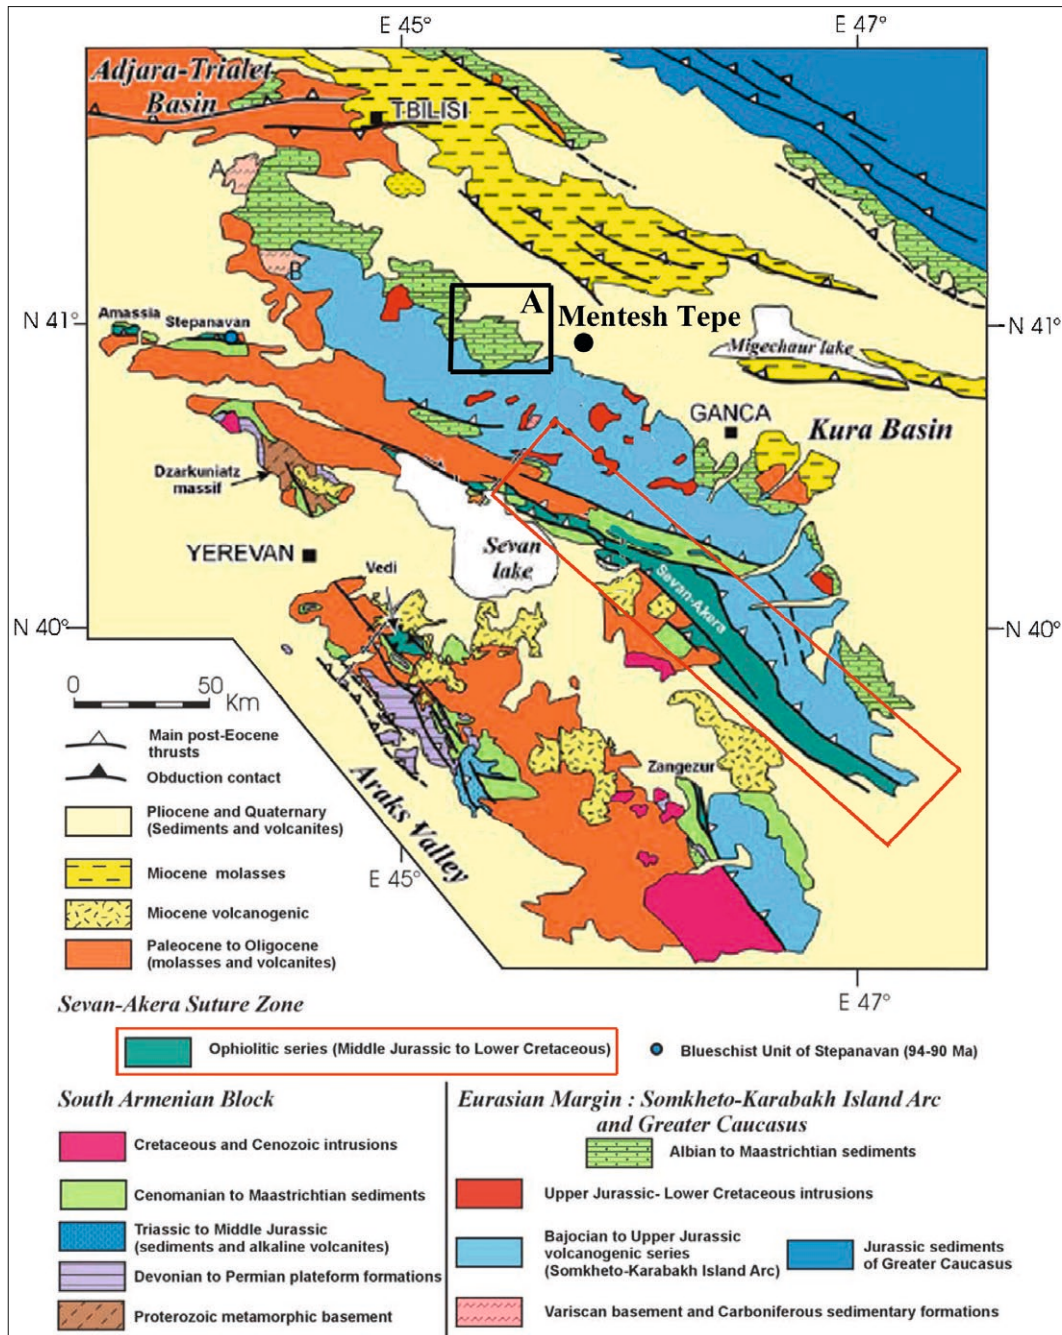 E 45°
E 47°
Adjara-Trialet
Basin
TBILISI
A
B
A
Mentesh Tepe
N 41°
N 41°
Amassia
Stepanavan
Migechaur lake
GANCA
Kura Basin
Dzarkuniatz
massif
YEREVAN
Sevan
lake
Vedi
Sevan-Akera
N 40°
N 40°
0
50
Km
Zangezur
Araks Valley
E 45°
E 47°
Main post-Eocene
thrusts
Obduction contact
Pliocene and Quaternary
(Sediments and volcanites)
Miocene molasses
Miocene volcanogenic
Paleocene to Oligocene
(molasses and volcanites)
Sevan-Akera Suture Zone
Ophiolitic series (Middle Jurassic to Lower Cretaceous)
Blueschist Unit of Stepanavan (94-90 Ma)
South Armenian Block
Cretaceous and Cenozoic intrusions
Cenomanian to Maastrichtian sediments
Triassic to Middle Jurassic
(sediments and alkaline volcanites)
Devonian to Permian plateform formations
Proterozoic metamorphic basement
Eurasian Margin : Somkheto-Karabakh Island Arc
and Greater Caucasus
Albian to Maastrichtian sediments
Upper Jurassic- Lower Cretaceous intrusions
Bajocian to Upper Jurassic
volcanogenic series
(Somkheto-Karabakh Island Arc)
Jurassic sediments
of Greater Caucasus
Variscan basement and Carboniferous sedimentary formations